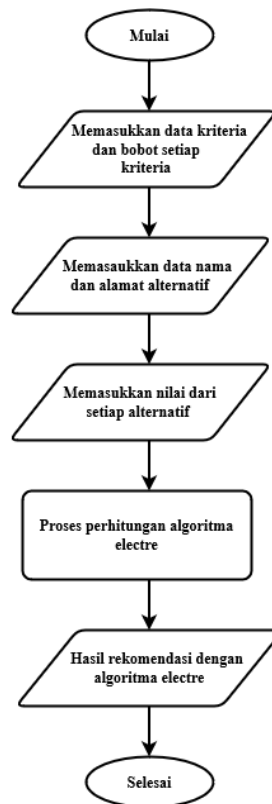 Mulai
Memasukkan data kriteria
dan bobot setiap
kriteria
Memasaukkan data nama
dan alamat alternatif
Memasukkan nilai dari
setiap alternatif
Proses perhitungan algoritma
electre
Hasil rekomendasi dengan
algoritma electre
Selesai